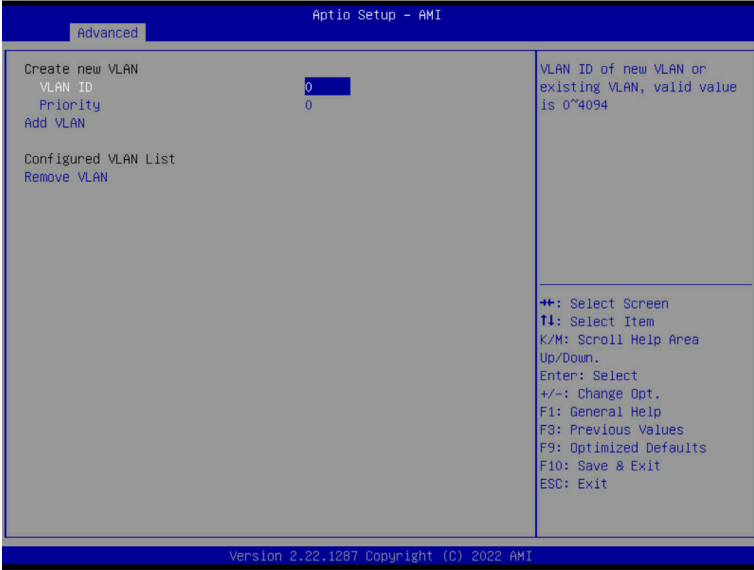 Aptio Setup – AMI
Advanced
Create new VLAN
VLAN ID 0
Priority 0
Add VLAN
Configured VLAN List
Remove VLAN
VLAN ID of new VLAN or
existing VLAN, valid value
is 0~4094
→←: Select Screen
↑↓: Select Item
K/M: Scroll Help Area
Up/Down.
Enter: Select
+/-: Change Opt.
F1: General Help
F3: Previous Values
F9: Optimized Defaults
F10: Save & Exit
ESC: Exit
Version 2.22.1287 Copyright (C) 2022 AMI